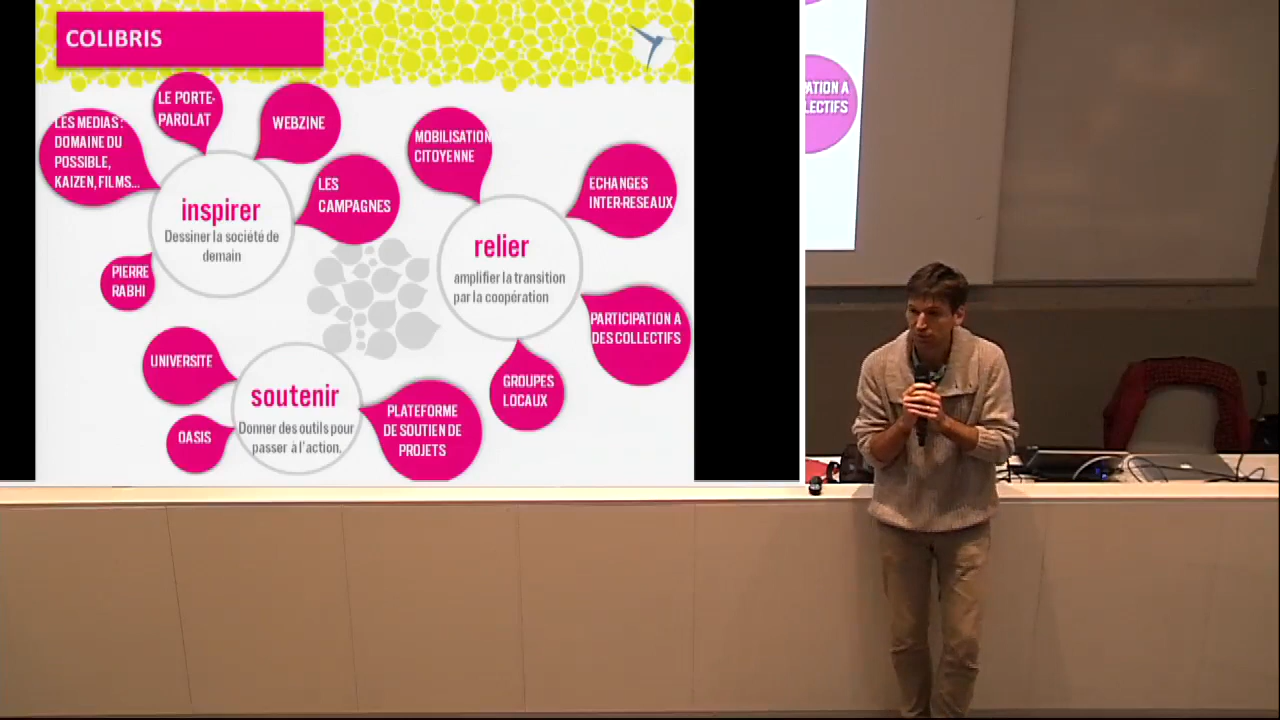 COLIBRIS
LE PORTE-
PAROLAT
WEBZINE
LES MEDIAS :
DOMAINE DU
POSSIBLE,
KAIZEN, FILMS...
LES
CAMPAGNES
inspirer
Dessiner la société de
demain
PIERRE
RABHI
MOBILISATION
CITOYENNE
ECHANGES
INTER-RESEAUX
relier
amplifier la transition
par la coopération
PARTICIPATION A
DES COLLECTIFS
GROUPES
LOCAUX
UNIVERSITE
OASIS
soutenir
Donner des outils pour
passer à l'action.
PLATEFORME
DE SOUTIEN DE
PROJETS
ATION A
LECTIFS